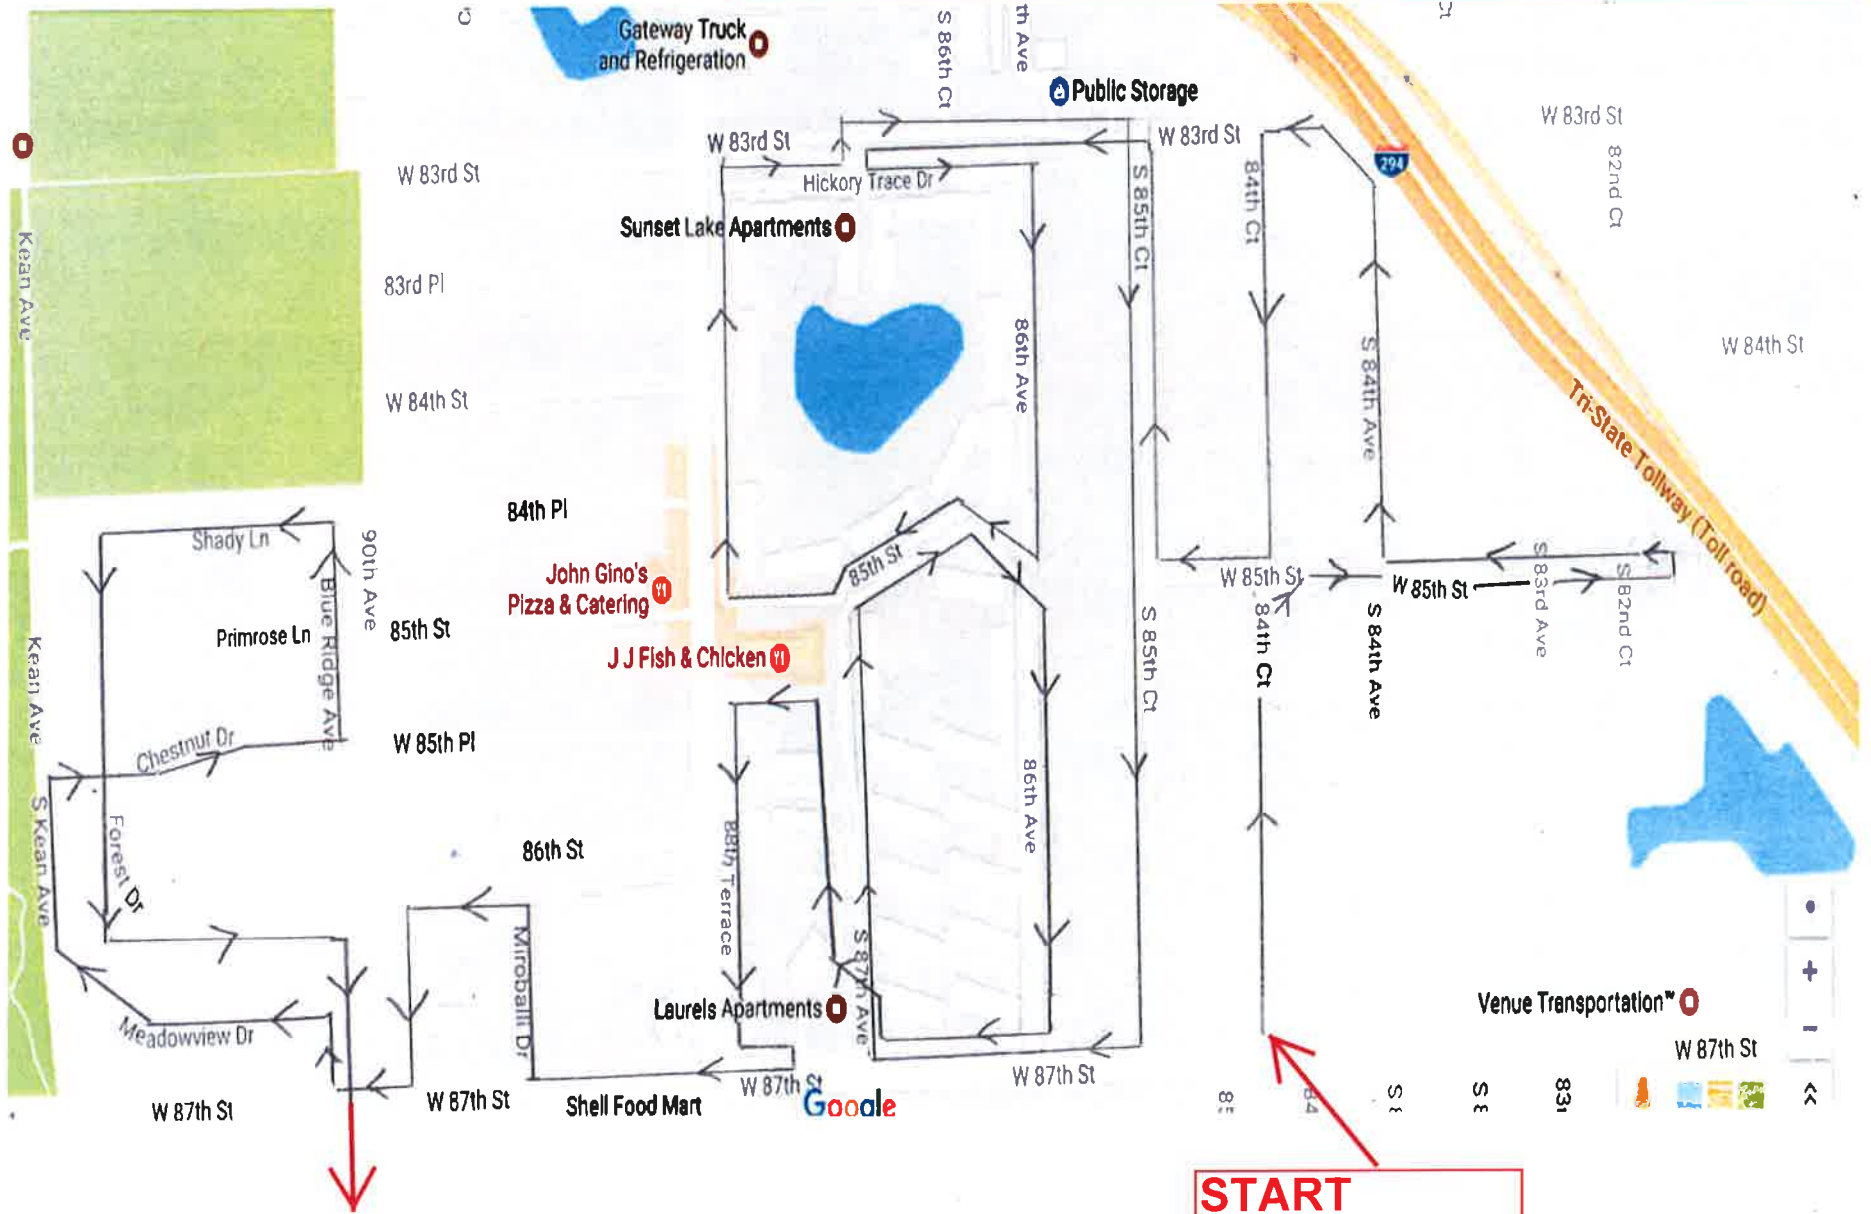 Gateway Truck
and Refrigeration
S 86th Ct
th Ave
Ct
Public Storage
W 83rd St
W 83rd St
W 83rd St
W 83rd St
294
82nd Ct
Hickory Trace Dr
S 85th Ct
84th Ct
Sunset Lake Apartments
Kean Ave
83rd Pl
86th Ave
S 84th Ave
W 84th St
W 84th St
Tri-State Tollway (Toll road)
84th Pl
Shady Ln
90th Ave
John Gino's
Pizza & Catering
85th St
W 85th St
W 85th St
S 83rd Ave
S 82nd Ct
Primrose Ln
Blue Ridge Ave
85th St
J J Fish & Chicken
S 85th Ct
84th Ct
S 84th Ave
Kean Ave
Chestnut Dr
W 85th Pl
86th Ave
S Kean Ave
Forest Dr
86th St
88th Terrace
Miroballi Dr
S 87th Ave
Laurels Apartments
Venue Transportation
Meadowview Dr
W 87th St
W 87th St
W 87th St
W 87th St
W 87th St
Shell Food Mart
Google
+
-
<<
START